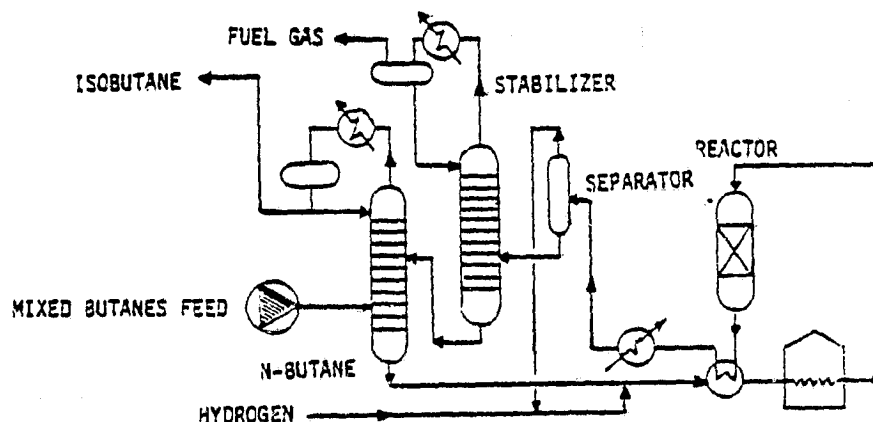 FUEL GAS
ISOBUTANE
STABILIZER
REACTOR
SEPARATOR
MIXED BUTANES FEED
N-BUTANE
HYDROGEN